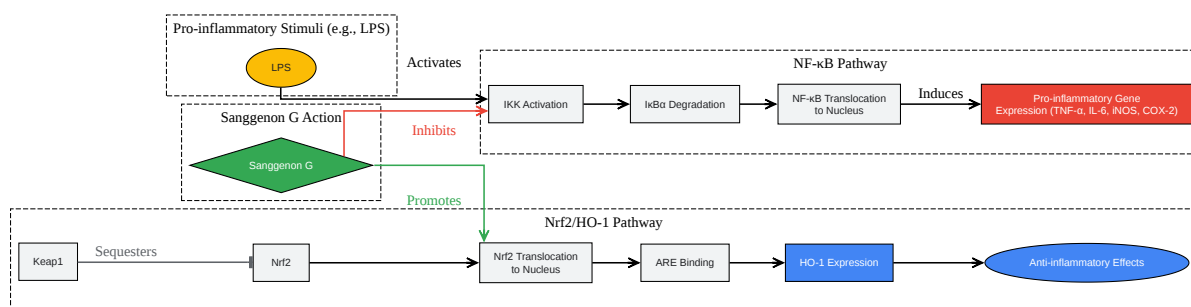 Pro-inflammatory Stimuli (e.g., LPS)
LPS
Activates
NF-κB Pathway
IKK Activation
IκBα Degradation
NF-κB Translocation
to Nucleus
Induces
Pro-inflammatory Gene
Expression (TNF-α, IL-6, iNOS, COX-2)
Sanggenon G Action
Inhibits
Sanggenon G
Promotes
Nrf2/HO-1 Pathway
Keap1
Sequesters
Nrf2
Nrf2 Translocation
to Nucleus
ARE Binding
HO-1 Expression
Anti-inflammatory Effects